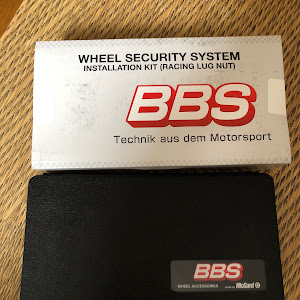 WHEEL SECURITY SYSTEM
INSTALLATION KIT (RACING LUG NUT)
BBS
Technik aus dem Motorsport
BBS
WHEEL ACCESSORIES
McGard